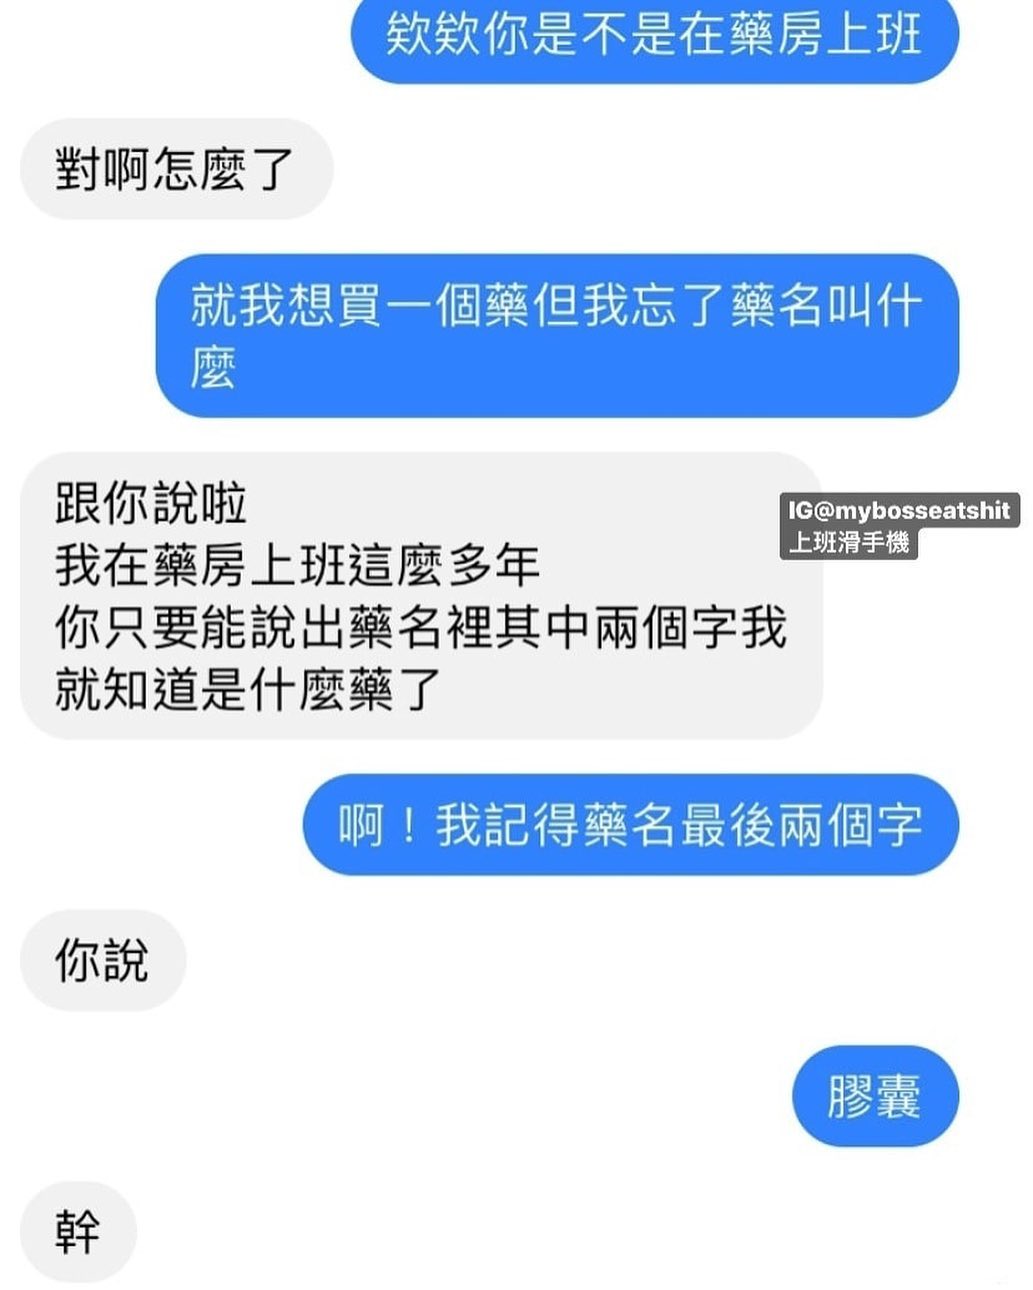 欸欸你是不是在藥房上班
對啊怎麼了
就我想買一個藥但我忘了藥名叫什
麼
跟你說啦
我在藥房上班這麼多年
你只要能說出藥名裡其中兩個字我
就知道是什麼藥了
IG@mybosseatshit
上班滑手機
啊！我記得藥名最後兩個字
你說
膠囊
幹